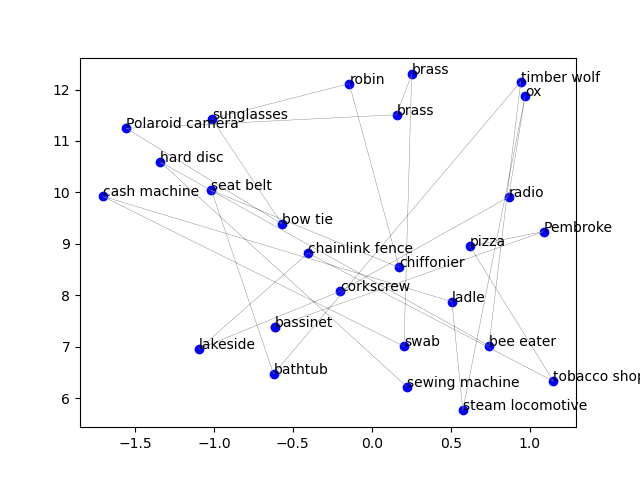 brass
timber wolf
robin
ox
sunglasses
brass
Polaroid camera
hard disc
seat belt
cash machine
radio
bow tie
Pembroke
pizza
chainlink fence
chiffonier
corkscrew
ladle
bassinet
lakeside
swab
bee eater
bathtub
sewing machine
tobacco shop
steam locomotive
12
11
10
9
8
7
6
−1.5 −1.0 −0.5 0.0 0.5 1.0